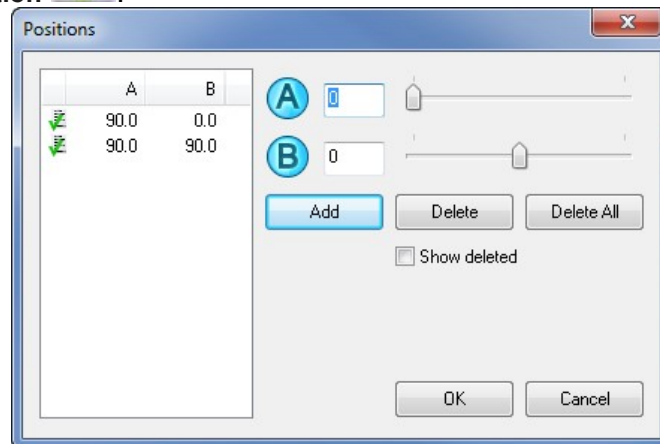 Positions
A B
90.0 0.0
90.0 90.0
A 0
B 0
Add Delete Delete All
Show deleted
OK Cancel